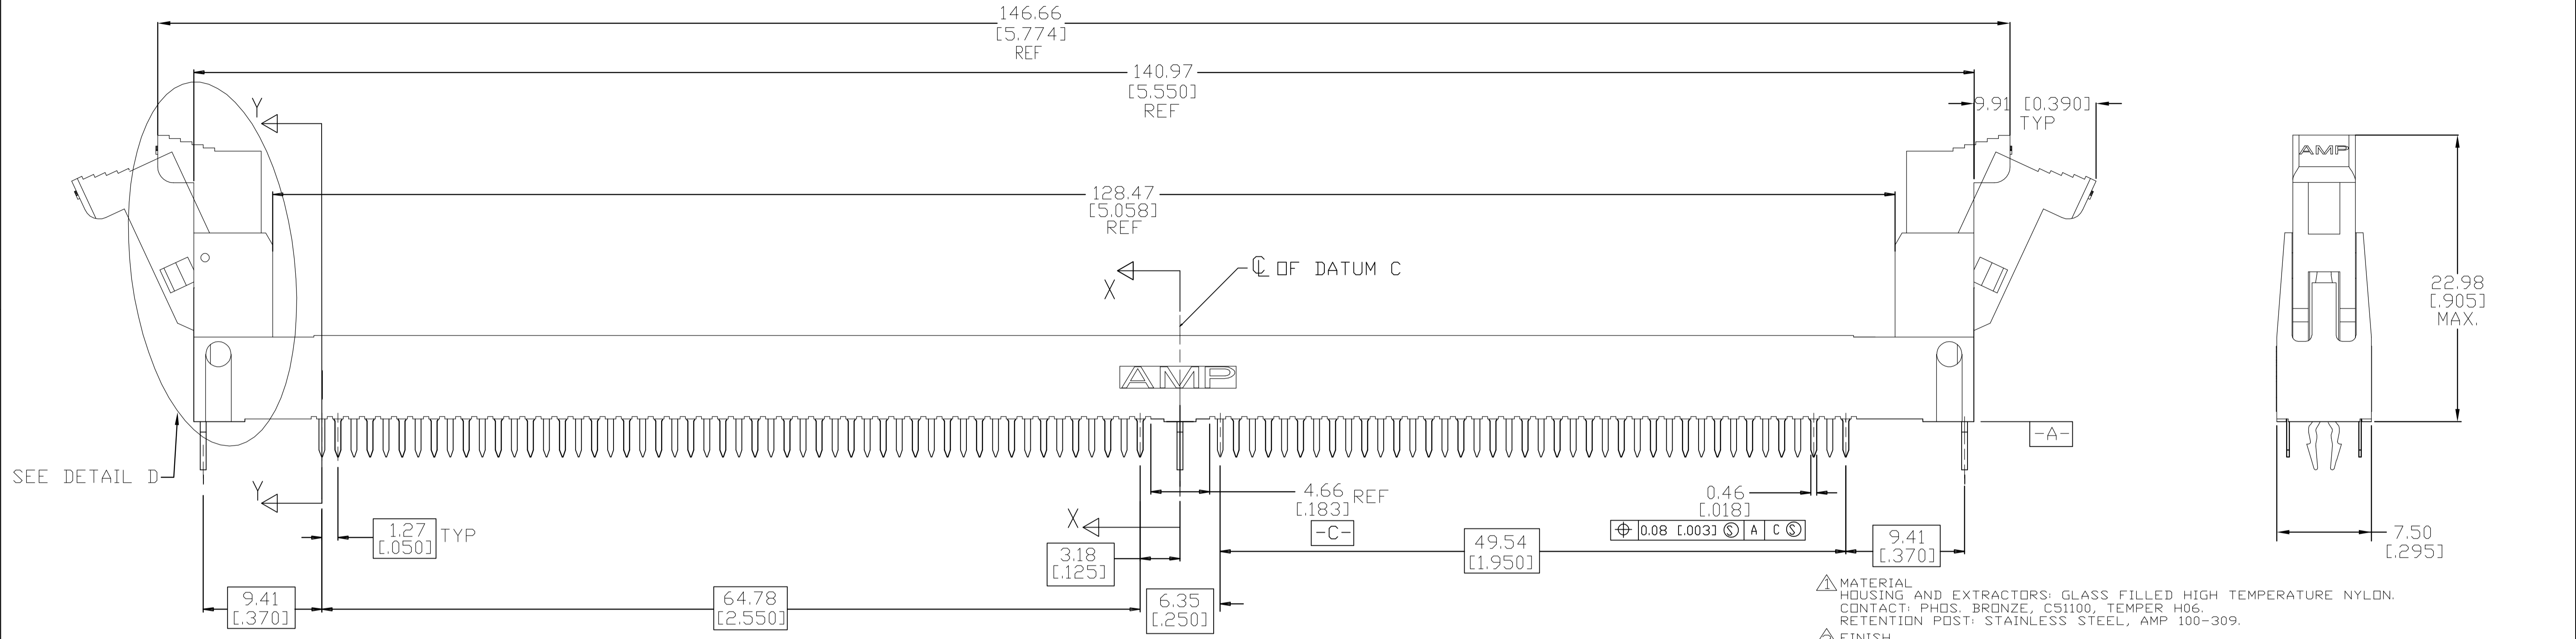 146.66
[5.774]
REF
140.97
[5.550]
REF
Y
9.91 [0.390]
TYP
AMP
128.47
[5.058]
REF
℄ OF DATUM C
X
22.98
[.905]
MAX.
AMP
-A-
SEE DETAIL D
Y
4.66 REF
[.183]
-C-
0.46
[.018]
⌖ 0.08 [.003] Ⓢ A C Ⓢ
X
1.27 TYP
[.050]
49.54
[1.950]
9.41
[.370]
7.50
[.295]
3.18
[.125]
9.41
[.370]
64.78
[2.550]
6.35
[.250]
1 MATERIAL
HOUSING AND EXTRACTORS: GLASS FILLED HIGH TEMPERATURE NYLON.
CONTACT: PHOS. BRONZE, C51100, TEMPER H06.
RETENTION POST: STAINLESS STEEL, AMP 100-309.
FINISH